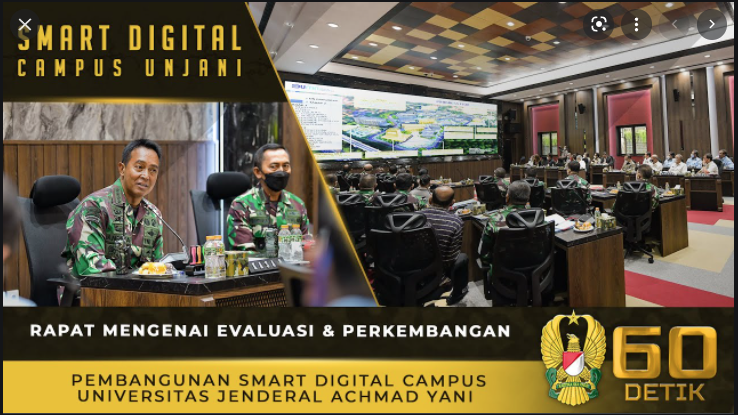 SMART DIGITAL
CAMPUS UNJANI
RAPAT MENGENAI EVALUASI & PERKEMBANGAN
PEMBANGUNAN SMART DIGITAL CAMPUS
UNIVERSITAS JENDERAL ACHMAD YANI
60
DETIK